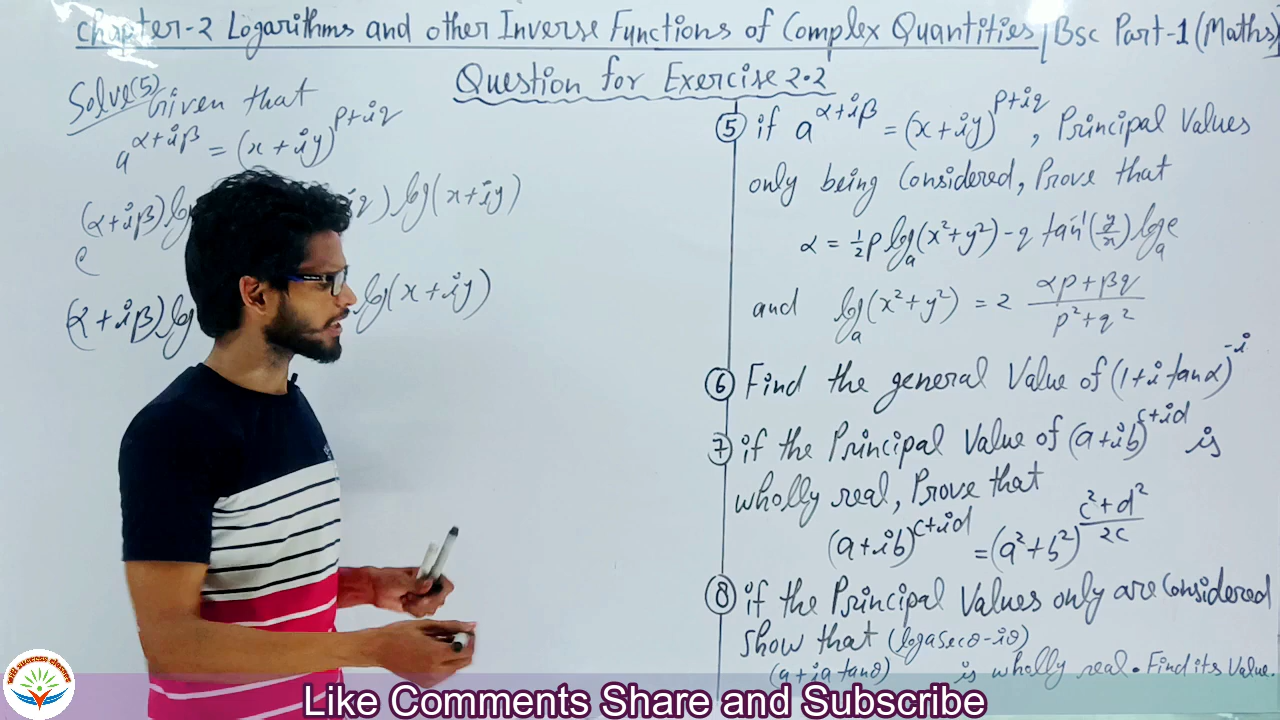 Chapter-2 Logarithms and other Inverse Functions of Complex Quantities | Bsc Part-1 (Maths)
Question for Exercise 2.2
Solve(5) Given that
a^(α+iβ) = (x+iy)^(p+iq)
e^((α+iβ)log iq) log(x+iy)
(α+iβ)log log(x+iy)
⑤ if a^(α+iβ) = (x+iy)^(p+iq), Principal Values
only being Considered, Prove that
α = ½ p log_a(x²+y²) - q tan⁻¹(y/x) log_a e
and log_a(x²+y²) = 2 (αp+βq)/(p²+q²)
⑥ Find the general Value of (1+i tanα)^(-i)
⑦ if the Principal Value of (a+ib)^(c+id) is
wholly real, Prove that
(a+ib)^(c+id) = (a²+b²)^((c²+d²)/2c)
⑧ if the Principal Values only are Considered
Show that (a+ia tanθ)^(log a secθ-iθ) is wholly real. Find its Value.
success classes
Like Comments Share and Subscribe